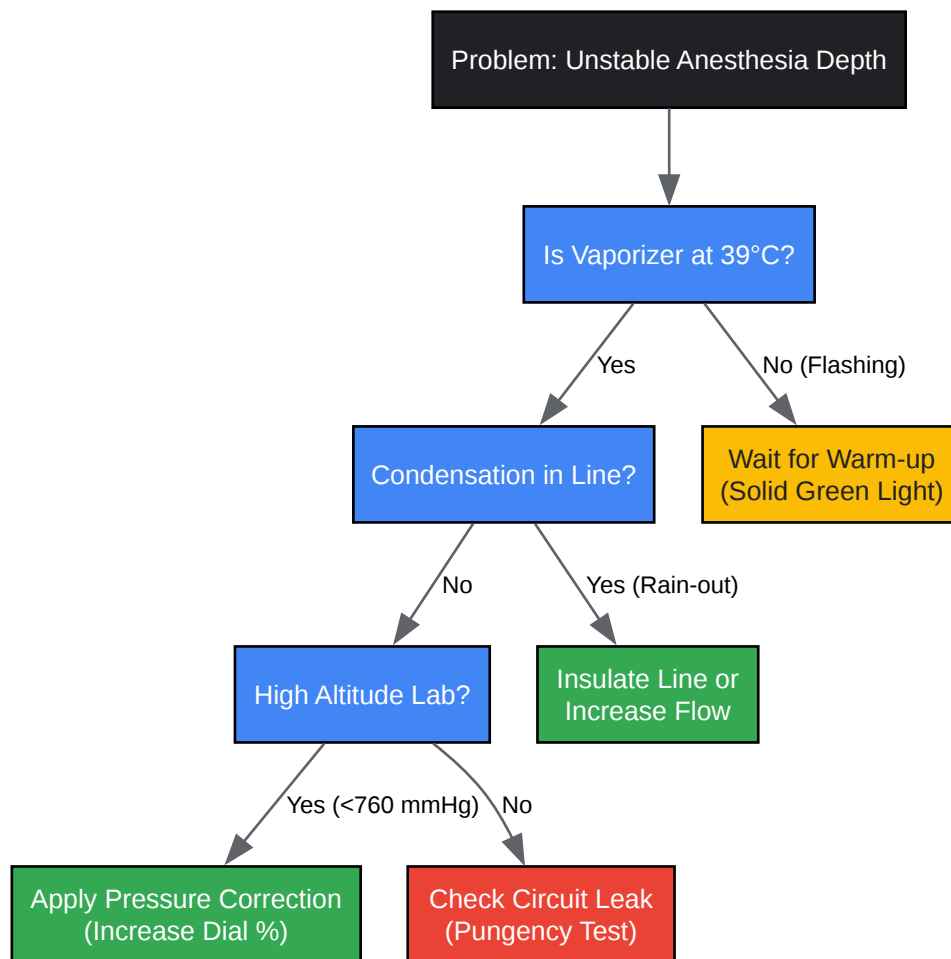 Problem: Unstable Anesthesia Depth
Is Vaporizer at 39°C?
Yes
No (Flashing)
Condensation in Line?
Wait for Warm-up
(Solid Green Light)
No
Yes (Rain-out)
High Altitude Lab?
Insulate Line or
Increase Flow
Yes (<760 mmHg)
No
Apply Pressure Correction
(Increase Dial %)
Check Circuit Leak
(Pungency Test)